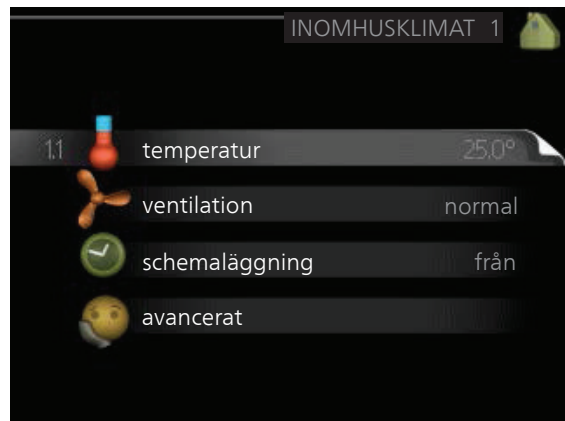 INOMHUSKLIMAT 1
1.1 temperatur 25.0°
ventilation normal
schemaläggning från
avancerat